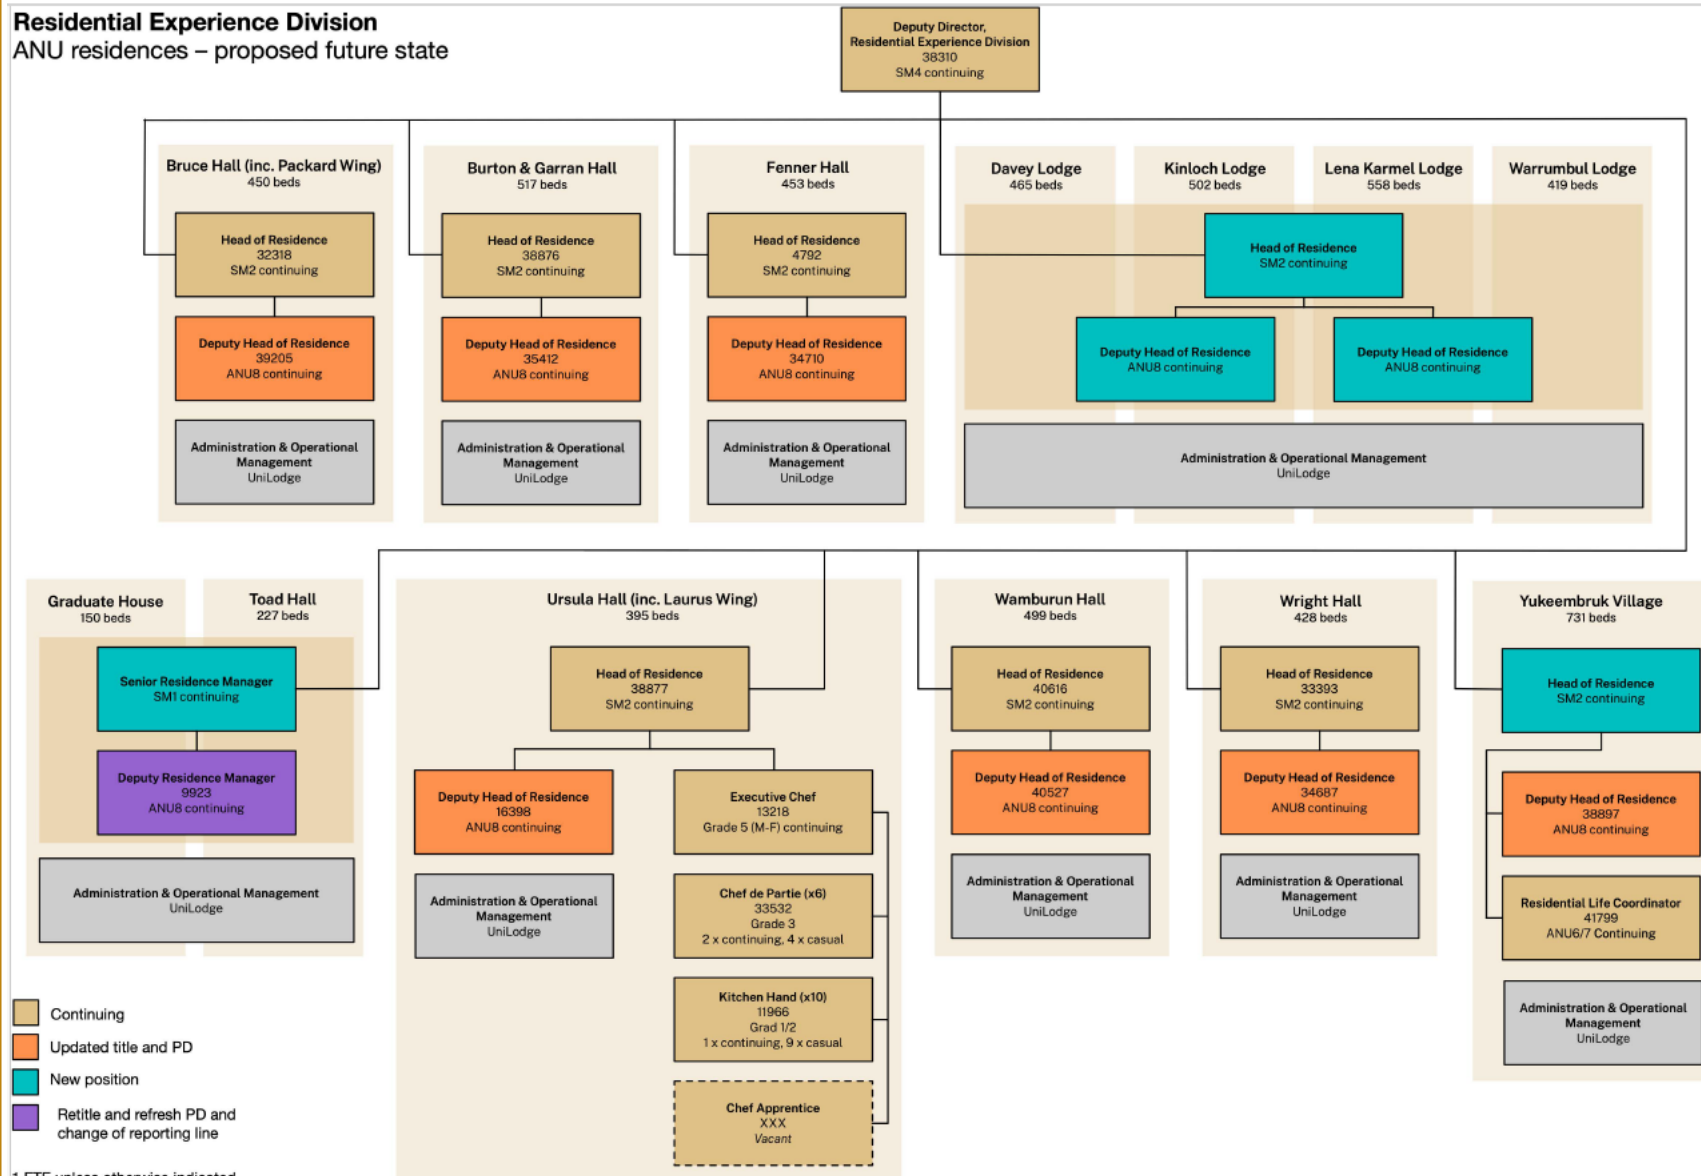 Residential Experience Division
ANU residences – proposed future state
Deputy Director,
Residential Experience Division
38310
SM4 continuing
Bruce Hall (inc. Packard Wing)
450 beds
Head of Residence
32318
SM2 continuing
Deputy Head of Residence
39205
ANU8 continuing
Administration & Operational
Management
UniLodge
Burton & Garran Hall
517 beds
Head of Residence
38876
SM2 continuing
Deputy Head of Residence
35412
ANU8 continuing
Administration & Operational
Management
UniLodge
Fenner Hall
453 beds
Head of Residence
4792
SM2 continuing
Deputy Head of Residence
34710
ANU8 continuing
Administration & Operational
Management
UniLodge
Davey Lodge
465 beds
Kinloch Lodge
502 beds
Lena Karmel Lodge
558 beds
Warrumbul Lodge
419 beds
Head of Residence
SM2 continuing
Deputy Head of Residence
ANU8 continuing
Deputy Head of Residence
ANU8 continuing
Administration & Operational Management
UniLodge
Graduate House
150 beds
Toad Hall
227 beds
Senior Residence Manager
SM1 continuing
Deputy Residence Manager
9923
ANU8 continuing
Administration & Operational Management
UniLodge
Ursula Hall (inc. Laurus Wing)
395 beds
Head of Residence
38877
SM2 continuing
Deputy Head of Residence
16398
ANU8 continuing
Administration & Operational
Management
UniLodge
Executive Chef
13218
Grade 5 (M-F) continuing
Chef de Partie (x6)
33532
Grade 3
2 x continuing, 4 x casual
Kitchen Hand (x10)
11966
Grad 1/2
1 x continuing, 9 x casual
Chef Apprentice
XXX
Vacant
Wamburun Hall
499 beds
Head of Residence
40616
SM2 continuing
Deputy Head of Residence
40527
ANU8 continuing
Administration & Operational
Management
UniLodge
Wright Hall
428 beds
Head of Residence
33393
SM2 continuing
Deputy Head of Residence
34687
ANU8 continuing
Administration & Operational
Management
UniLodge
Yukeembruk Village
731 beds
Head of Residence
SM2 continuing
Deputy Head of Residence
38897
ANU8 continuing
Residential Life Coordinator
41799
ANU6/7 Continuing
Administration & Operational
Management
UniLodge
Continuing
Updated title and PD
New position
Retitle and refresh PD and
change of reporting line
1 FTE unless otherwise indicated